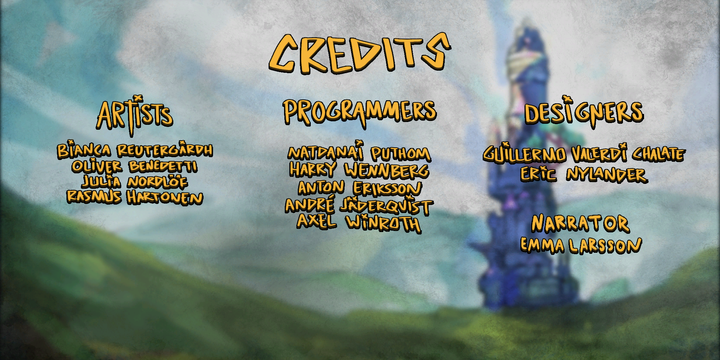 CREDITS
ARTISTS
BIANCA REUTERGÅRDH
OLIVER BENEDETTI
JULIA NORDLÖF
RASMUS HARTONEN
PROGRAMMERS
NATDANAI PUTHOM
HARRY WENNBERG
ANTON ERIKSSON
ANDRÉ JÄDERQVIST
AXEL WINROTH
DESIGNERS
GUILLERMO VALERDI CHALATE
ERIC NYLANDER
NARRATOR
EMMA LARSSON